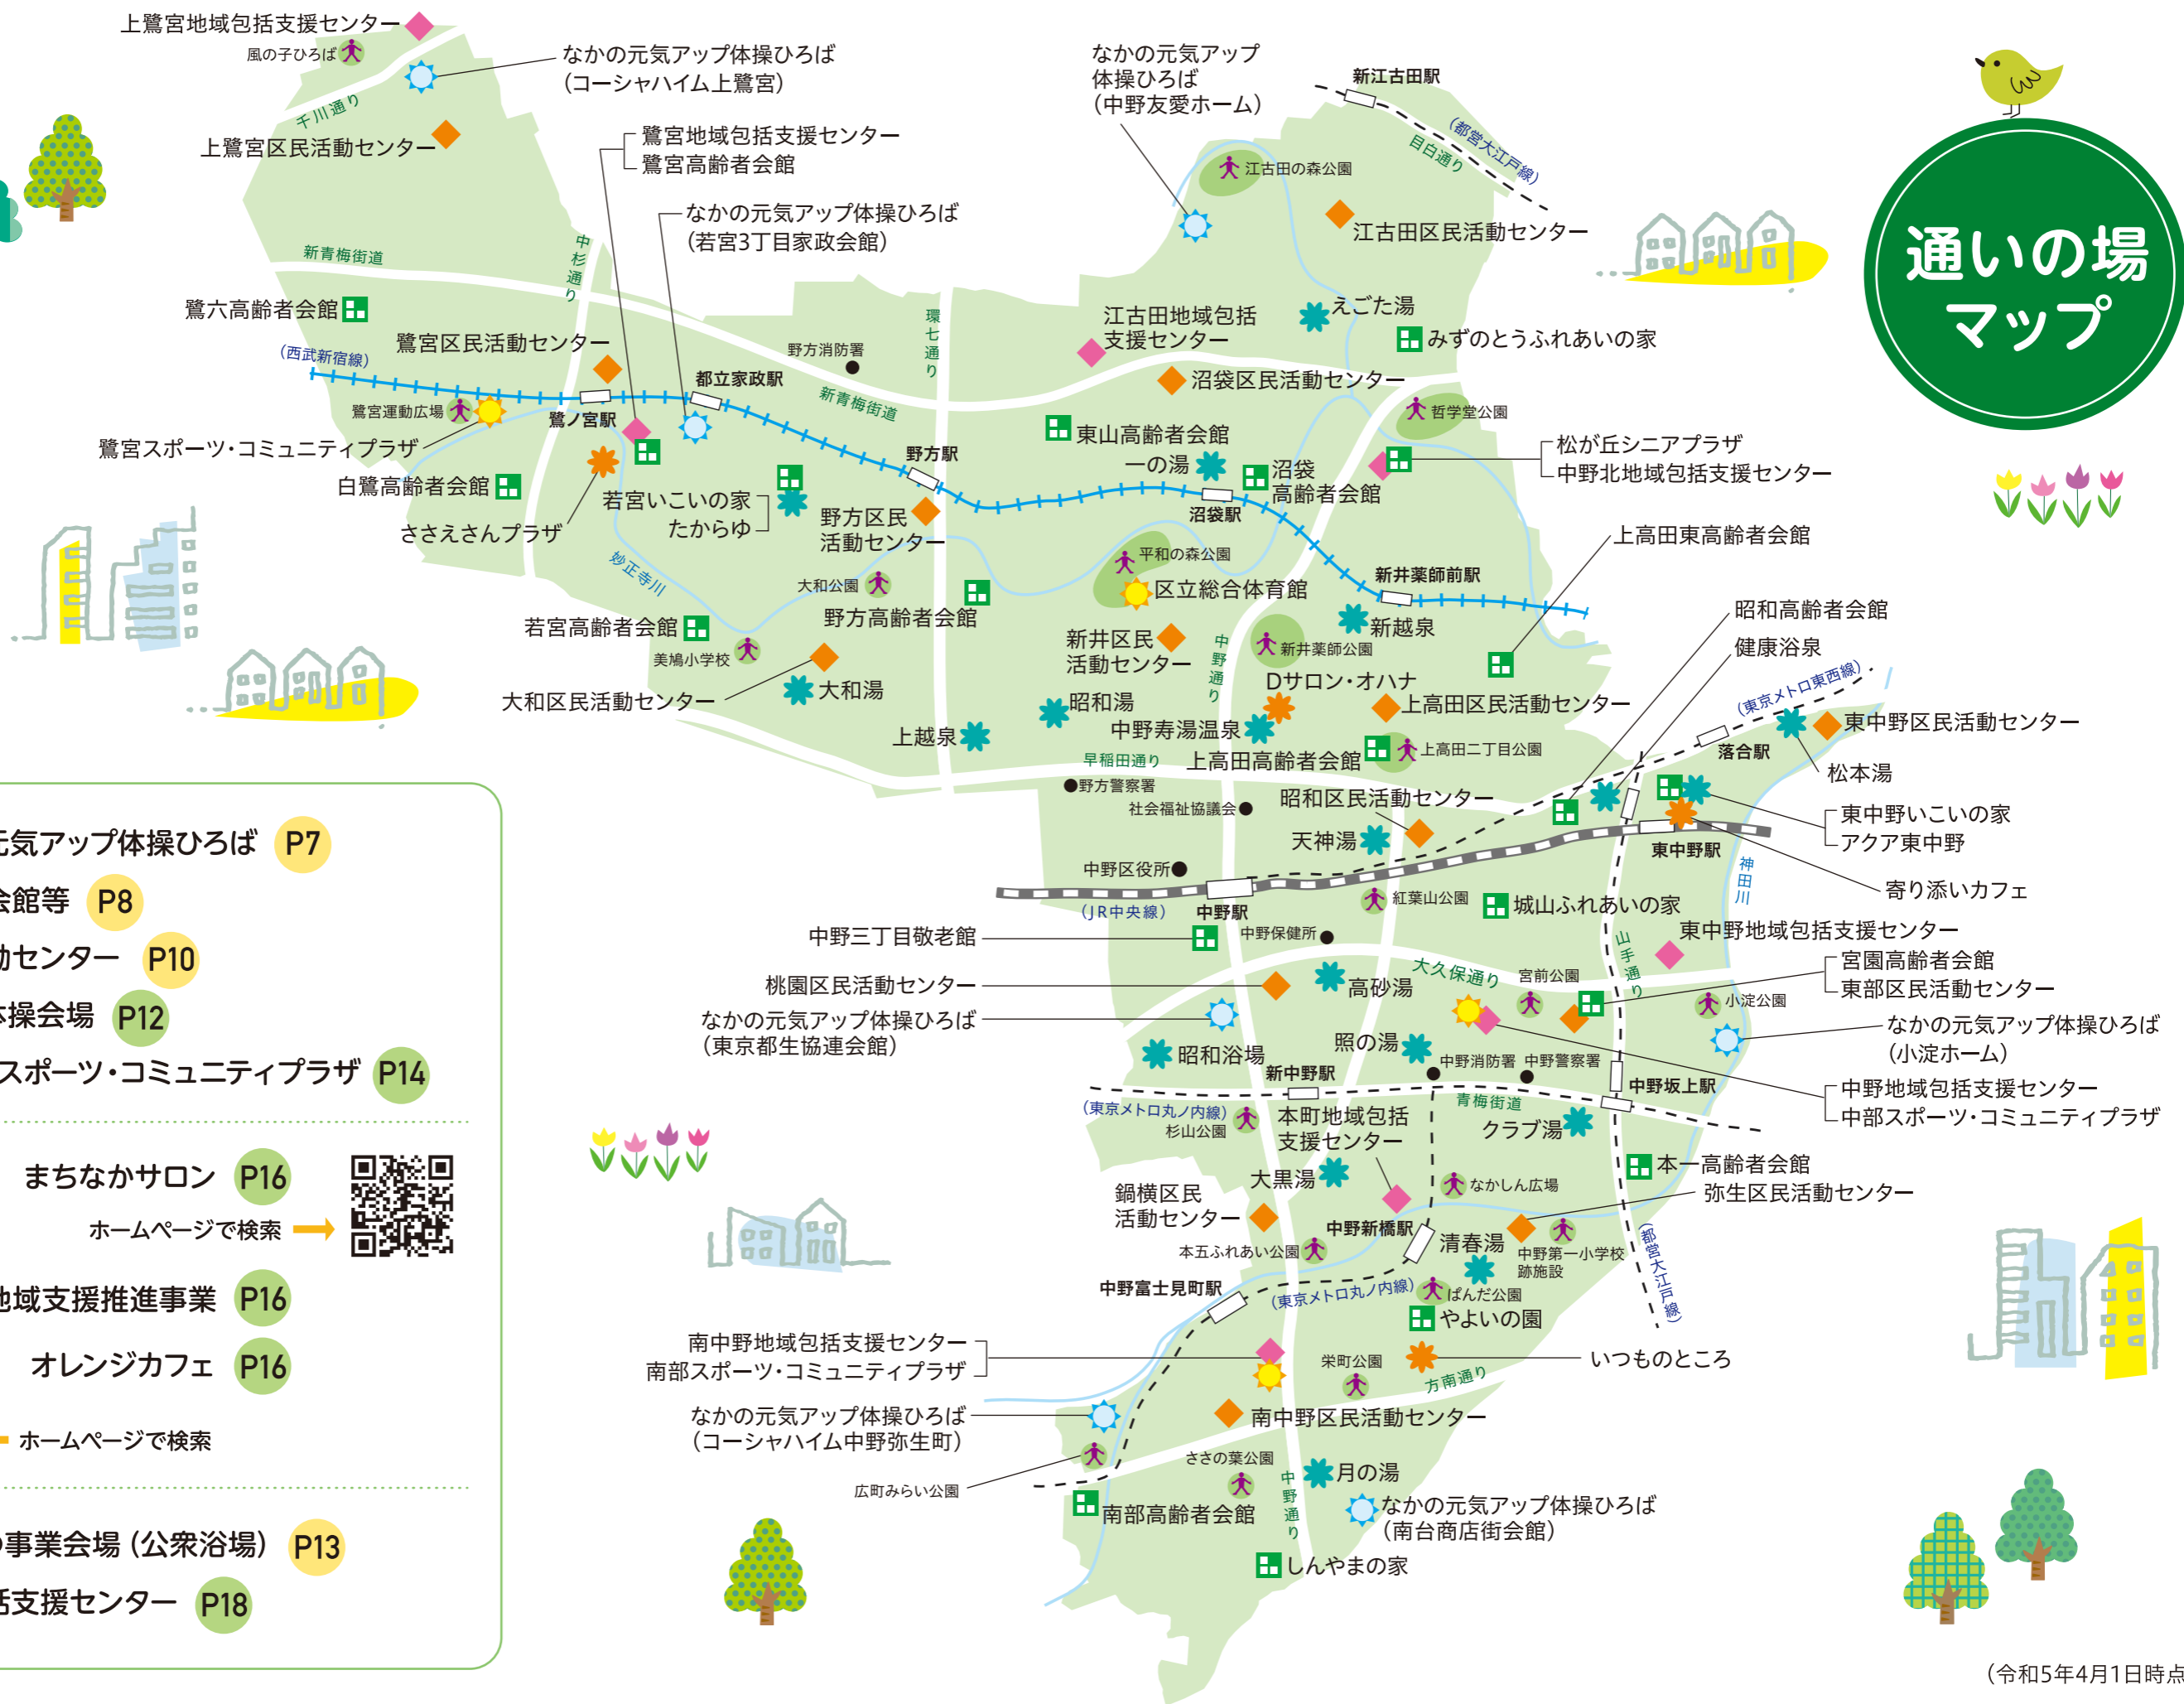 通いの場
マップ
上鷺宮地域包括支援センター
風の子ひろば
なかの元気アップ体操ひろば
（コーシャハイム上鷺宮）
千川通り
上鷺宮区民活動センター
鷺宮地域包括支援センター
鷺宮高齢者会館
なかの元気アップ体操ひろば
（若宮3丁目家政会館）
なかの元気アップ
体操ひろば
（中野友愛ホーム）
新江古田駅
（都営大江戸線）
目白通り
江古田の森公園
江古田区民活動センター
新青梅街道
中杉通り
鷺六高齢者会館
鷺宮区民活動センター
（西武新宿線）
野方消防署
環七通り
江古田地域包括
支援センター
えごた湯
みずのとうふれあいの家
都立家政駅
新青梅街道
沼袋区民活動センター
鷺宮運動広場
鷺ノ宮駅
哲学堂公園
鷺宮スポーツ・コミュニティプラザ
東山高齢者会館
一の湯
沼袋
高齢者会館
松が丘シニアプラザ
中野北地域包括支援センター
野方駅
白鷺高齢者会館
若宮いこいの家
たからゆ
野方区民
活動センター
沼袋駅
ささえさんプラザ
上高田東高齢者会館
妙正寺川
平和の森公園
新井薬師前駅
大和公園
区立総合体育館
野方高齢者会館
若宮高齢者会館
昭和高齢者会館
新越泉
健康浴泉
美鳩小学校
新井区民
活動センター
中野通り
新井薬師公園
（東京メトロ東西線）
Dサロン・オハナ
大和区民活動センター
大和湯
昭和湯
上高田区民活動センター
東中野区民活動センター
上越泉
中野寿湯温泉
落合駅
早稲田通り
上高田高齢者会館
上高田二丁目公園
松本湯
野方警察署
社会福祉協議会
昭和区民活動センター
東中野いこいの家
アクア東中野
天神湯
東中野駅
中野区役所
神田川
寄り添いカフェ
（JR中央線）
中野駅
紅葉山公園
城山ふれあいの家
中野三丁目敬老館
中野保健所
山手通り
東中野地域包括支援センター
大久保通り
宮前公園
宮園高齢者会館
東部区民活動センター
桃園区民活動センター
高砂湯
小淀公園
なかの元気アップ体操ひろば
（東京都生協連会館）
なかの元気アップ体操ひろば
（小淀ホーム）
昭和浴場
照の湯
新中野駅
中野消防署
中野警察署
中野坂上駅
中野地域包括支援センター
中部スポーツ・コミュニティプラザ
（東京メトロ丸ノ内線）
青梅街道
杉山公園
本町地域包括
支援センター
クラブ湯
大黒湯
なかしん広場
本一高齢者会館
鍋横区民
活動センター
弥生区民活動センター
中野新橋駅
清春湯
本五ふれあい公園
中野第一小学校
跡施設
（都営大江戸線）
中野富士見町駅
（東京メトロ丸ノ内線）
ぱんだ公園
やよいの園
南中野地域包括支援センター
南部スポーツ・コミュニティプラザ
栄町公園
いつものところ
方南通り
なかの元気アップ体操ひろば
（コーシャハイム中野弥生町）
南中野区民活動センター
ささの葉公園
広町みらい公園
中野通り
月の湯
南部高齢者会館
なかの元気アップ体操ひろば
（南台商店街会館）
しんやまの家
元気アップ体操ひろば P7
会館等 P8
動センター P10
体操会場 P12
スポーツ・コミュニティプラザ P14
まちなかサロン P16
ホームページで検索
地域支援推進事業 P16
オレンジカフェ P16
ホームページで検索
事業会場（公衆浴場） P13
括支援センター P18
（令和5年4月1日時点